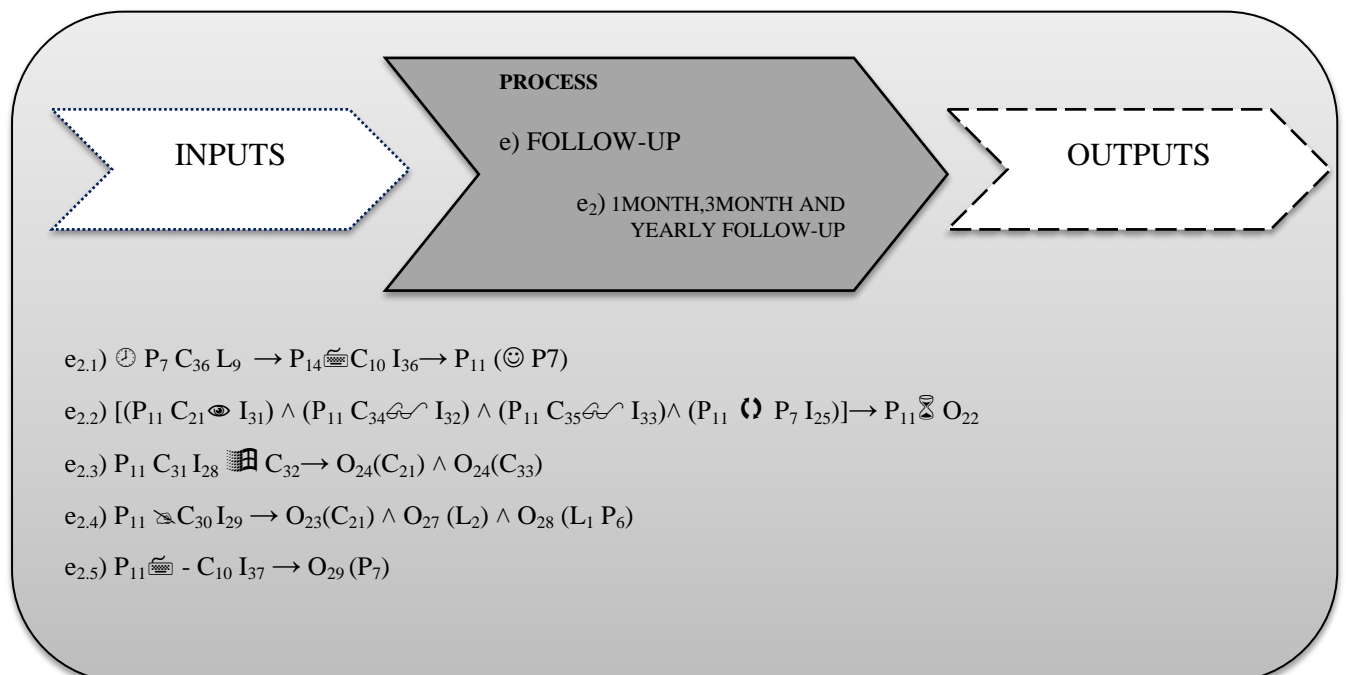 INPUTS
PROCESS
e) FOLLOW-UP
e₂) 1MONTH,3MONTH AND
YEARLY FOLLOW-UP
OUTPUTS
e₂.₁) 🕗 P₇ C₃₆ L₉ → P₁₄🖮C₁₀ I₃₆→ P₁₁ (☺ P7)
e₂.₂) [(P₁₁ C₂₁👁 I₃₁) ∧ (P₁₁ C₃₄👓 I₃₂) ∧ (P₁₁ C₃₅👓 I₃₃)∧ (P₁₁ 🗘 P₇ I₂₅)]→ P₁₁⌛ O₂₂
e₂.₃) P₁₁ C₃₁ I₂₈ C₃₂→ O₂₄(C₂₁) ∧ O₂₄(C₃₃)
e₂.₄) P₁₁ C₃₀ I₂₉ → O₂₃(C₂₁) ∧ O₂₇ (L₂) ∧ O₂₈ (L₁ P₆)
e₂.₅) P₁₁🖮 - C₁₀ I₃₇ → O₂₉ (P₇)